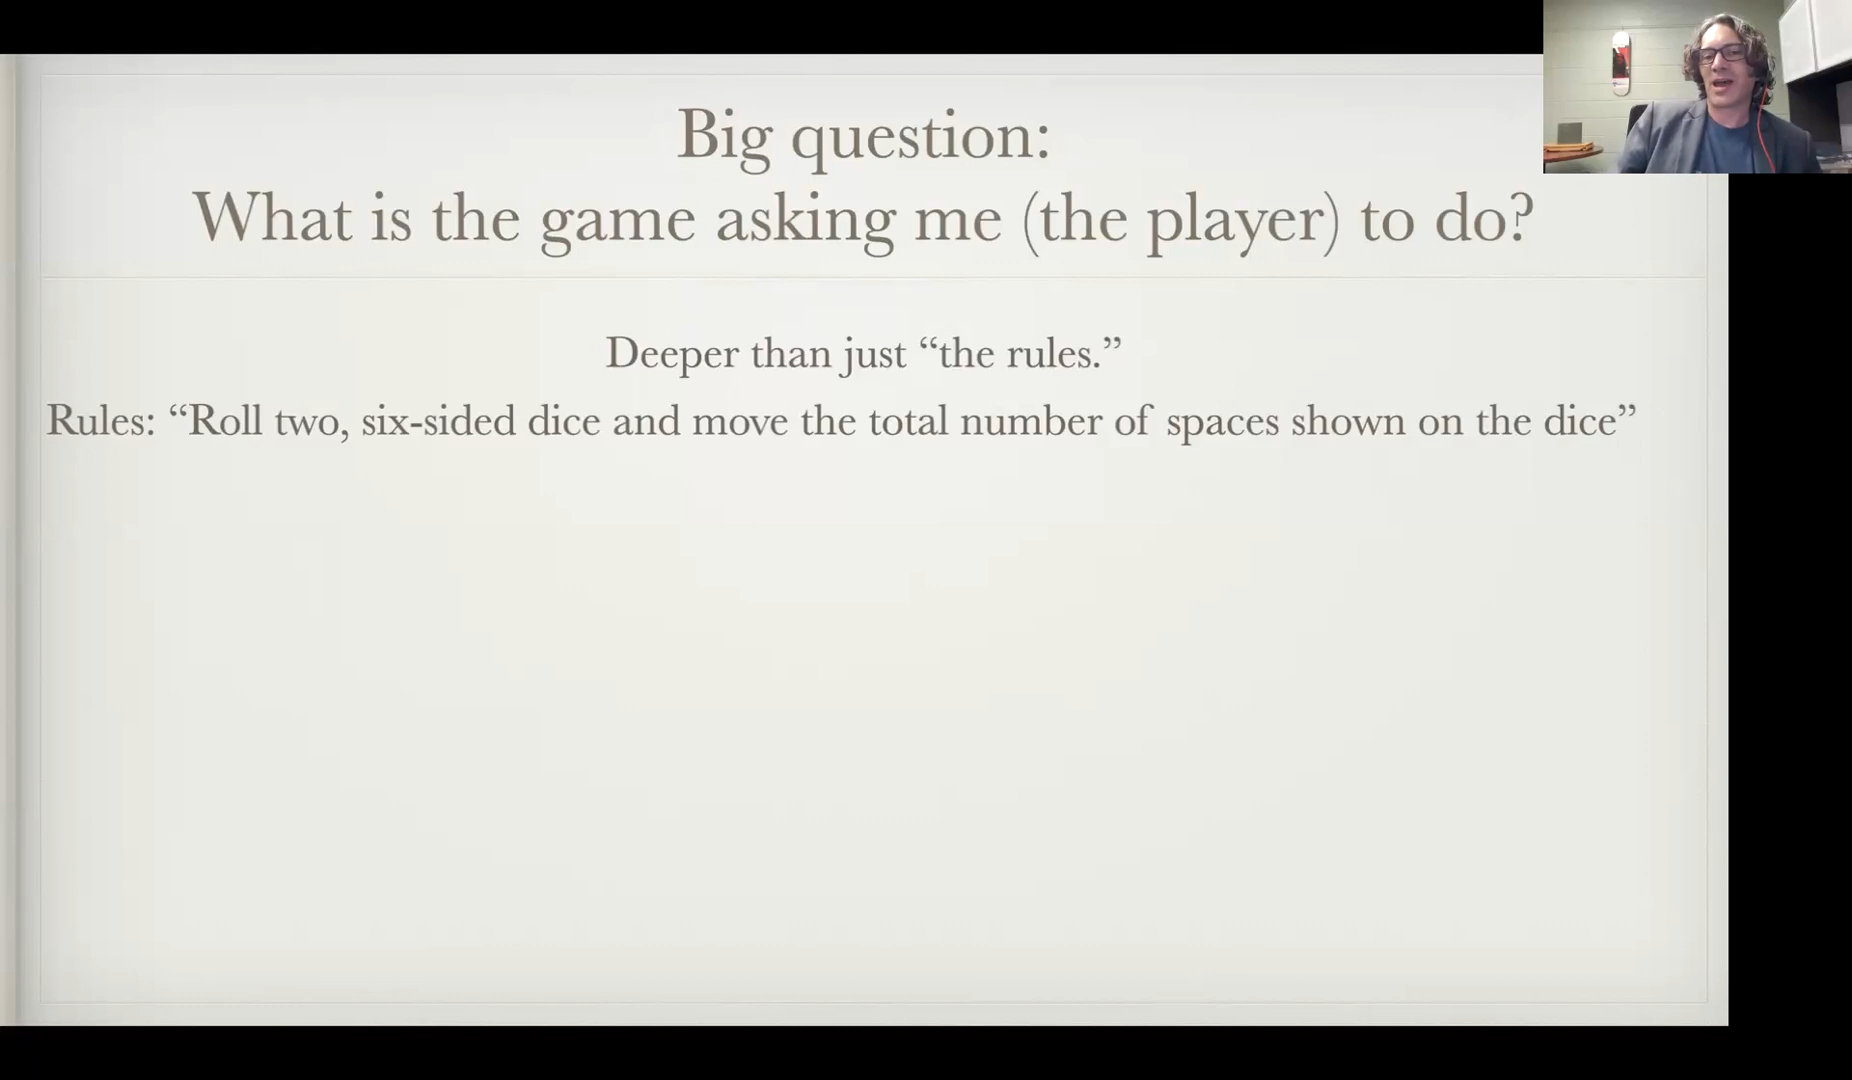 Big question:
What is the game asking me (the player) to do?
Deeper than just “the rules.”
Rules: “Roll two, six-sided dice and move the total number of spaces shown on the dice”